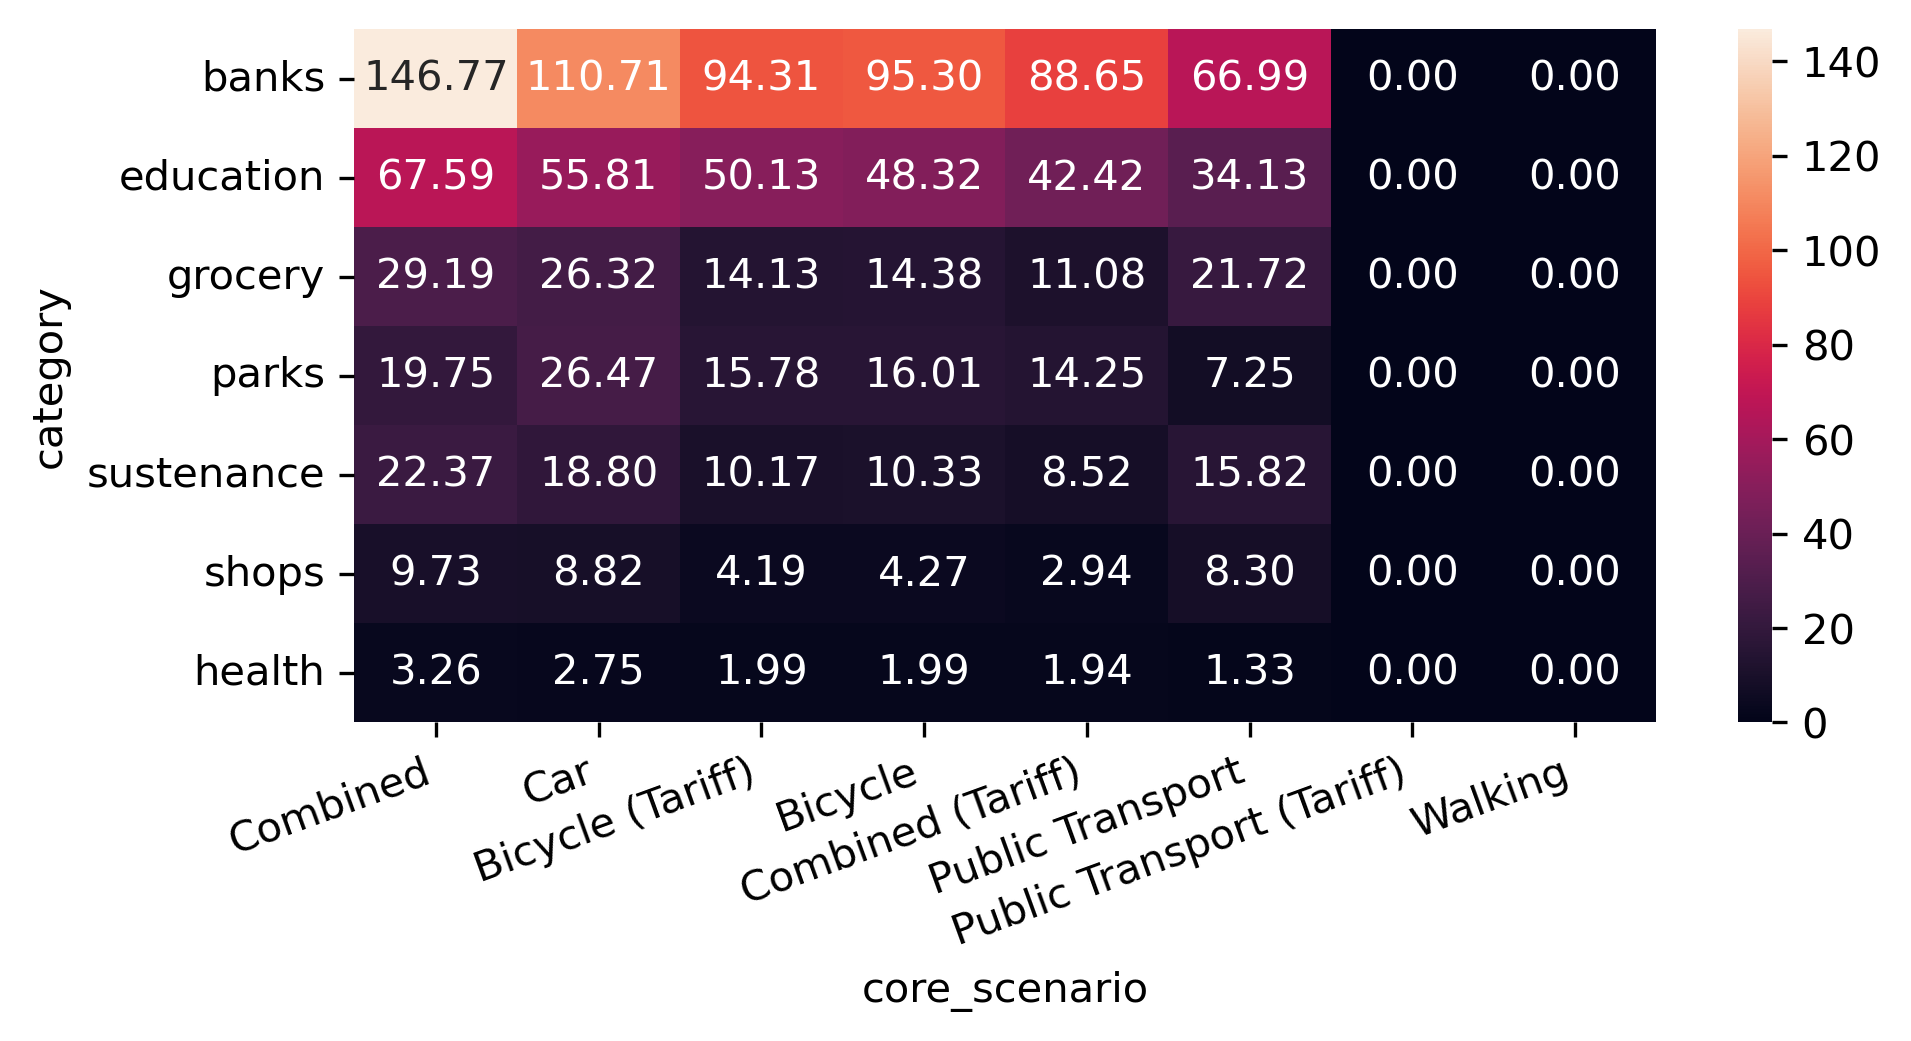 category
banks 146.77 110.71 94.31 95.30 88.65 66.99 0.00 0.00
education 67.59 55.81 50.13 48.32 42.42 34.13 0.00 0.00
grocery 29.19 26.32 14.13 14.38 11.08 21.72 0.00 0.00
parks 19.75 26.47 15.78 16.01 14.25 7.25 0.00 0.00
sustenance 22.37 18.80 10.17 10.33 8.52 15.82 0.00 0.00
shops 9.73 8.82 4.19 4.27 2.94 8.30 0.00 0.00
health 3.26 2.75 1.99 1.99 1.94 1.33 0.00 0.00
Combined
Car
Bicycle (Tariff)
Bicycle
Combined (Tariff)
Public Transport
Public Transport (Tariff)
Walking
core_scenario
140
120
100
80
60
40
20
0